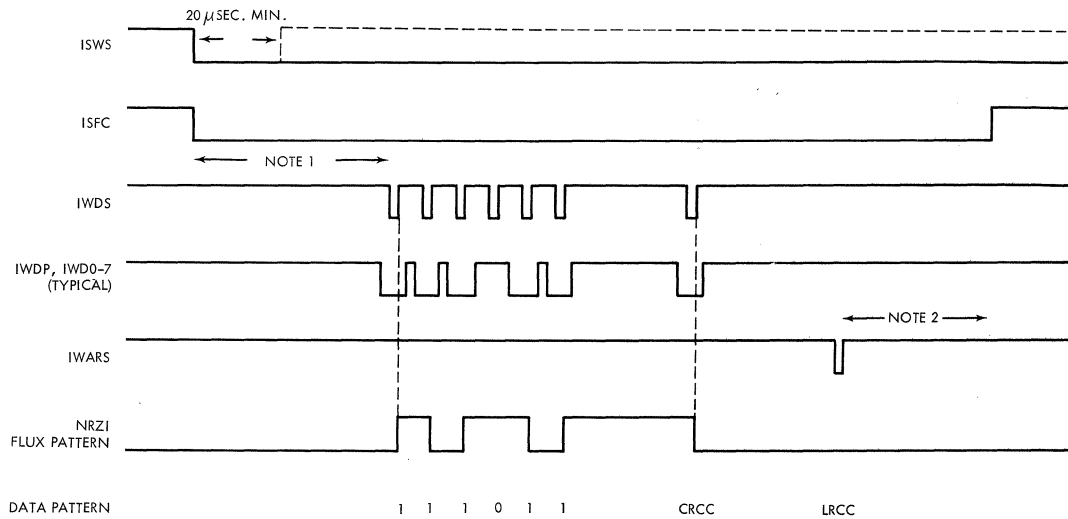 20 μSEC. MIN.
ISWS
ISFC
NOTE 1
IWDS
IWDP, IWD0-7
(TYPICAL)
NOTE 2
IWARS
NRZI
FLUX PATTERN
DATA PATTERN 1 1 1 0 1 1 CRCC LRCC